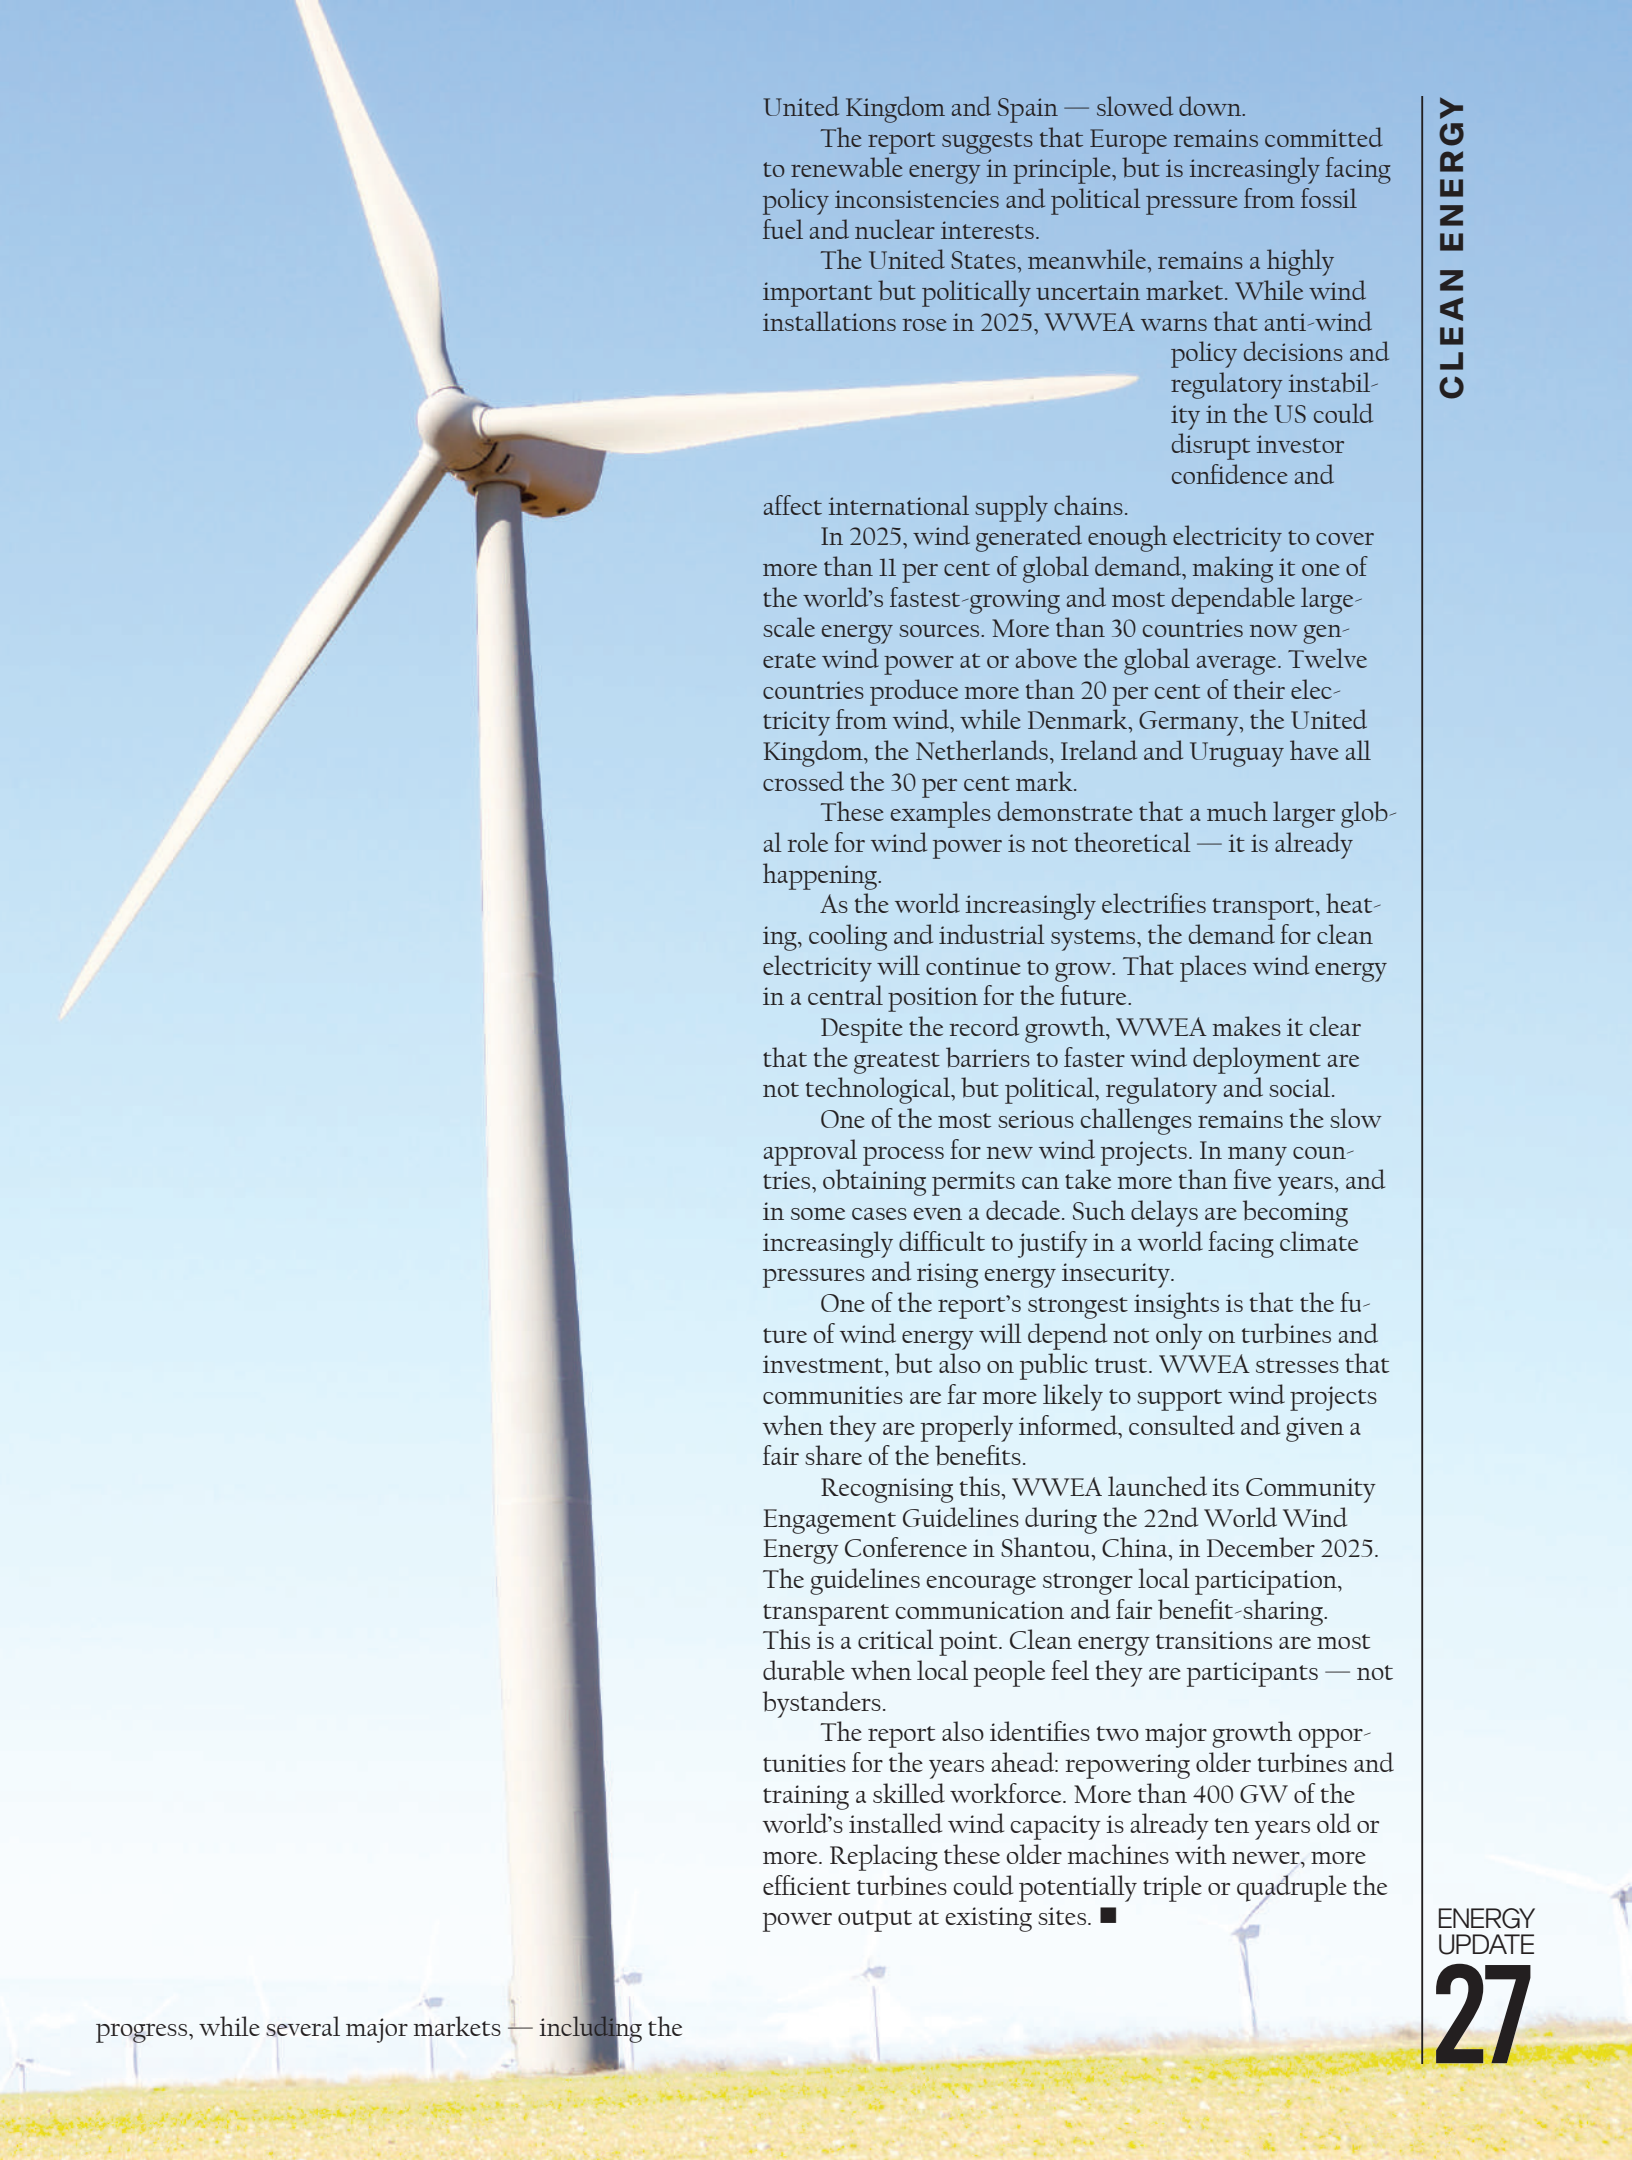 progress, while several major markets — including the
United Kingdom and Spain — slowed down.
The report suggests that Europe remains committed
to renewable energy in principle, but is increasingly facing
policy inconsistencies and political pressure from fossil
fuel and nuclear interests.
The United States, meanwhile, remains a highly
important but politically uncertain market. While wind
installations rose in 2025, WWEA warns that anti-wind
policy decisions and
regulatory instabil-
ity in the US could
disrupt investor
confidence and
affect international supply chains.
In 2025, wind generated enough electricity to cover
more than 11 per cent of global demand, making it one of
the world’s fastest-growing and most dependable large-
scale energy sources. More than 30 countries now gen-
erate wind power at or above the global average. Twelve
countries produce more than 20 per cent of their elec-
tricity from wind, while Denmark, Germany, the United
Kingdom, the Netherlands, Ireland and Uruguay have all
crossed the 30 per cent mark.
These examples demonstrate that a much larger glob-
al role for wind power is not theoretical — it is already
happening.
As the world increasingly electrifies transport, heat-
ing, cooling and industrial systems, the demand for clean
electricity will continue to grow. That places wind energy
in a central position for the future.
Despite the record growth, WWEA makes it clear
that the greatest barriers to faster wind deployment are
not technological, but political, regulatory and social.
One of the most serious challenges remains the slow
approval process for new wind projects. In many coun-
tries, obtaining permits can take more than five years, and
in some cases even a decade. Such delays are becoming
increasingly difficult to justify in a world facing climate
pressures and rising energy insecurity.
One of the report’s strongest insights is that the fu-
ture of wind energy will depend not only on turbines and
investment, but also on public trust. WWEA stresses that
communities are far more likely to support wind projects
when they are properly informed, consulted and given a
fair share of the benefits.
Recognising this, WWEA launched its Community
Engagement Guidelines during the 22nd World Wind
Energy Conference in Shantou, China, in December 2025.
The guidelines encourage stronger local participation,
transparent communication and fair benefit-sharing.
This is a critical point. Clean energy transitions are most
durable when local people feel they are participants — not
bystanders.
The report also identifies two major growth oppor-
tunities for the years ahead: repowering older turbines and
training a skilled workforce. More than 400 GW of the
world’s installed wind capacity is already ten years old or
more. Replacing these older machines with newer, more
efficient turbines could potentially triple or quadruple the
power output at existing sites. ■
CLEAN ENERGY
ENERGY
UPDATE
27